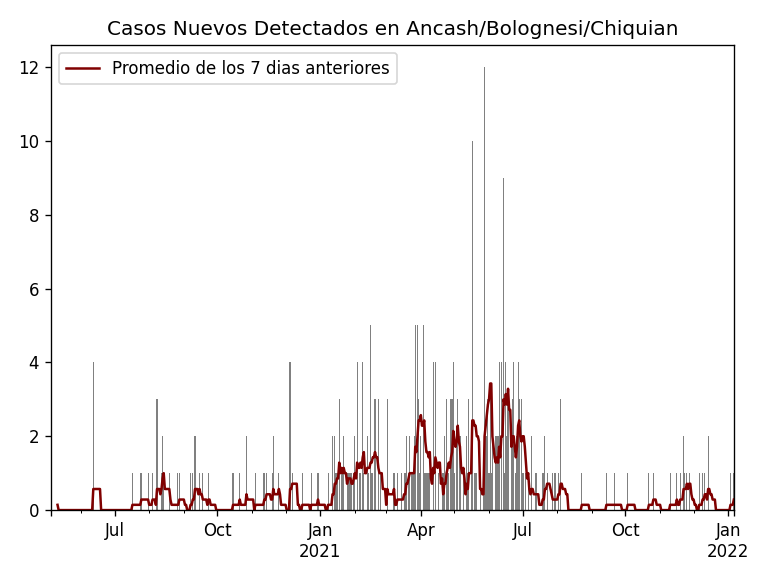 Casos Nuevos Detectados en Ancash/Bolognesi/Chiquian
Promedio de los 7 dias anteriores
12
10
8
6
4
2
0
Jul Oct Jan Apr Jul Oct Jan
2021 2022